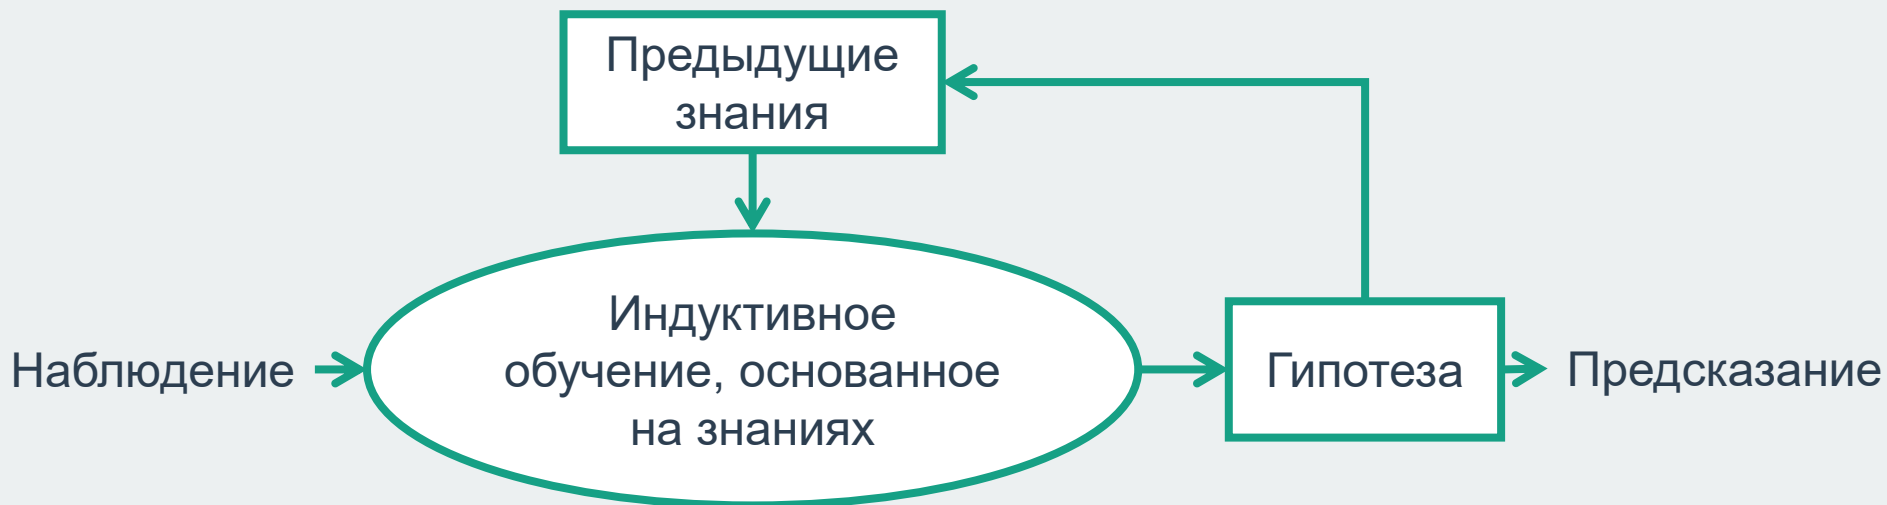 Предыдущие
знания
Индуктивное
обучение, основанное
на знаниях
Наблюдение
Гипотеза
Предсказание